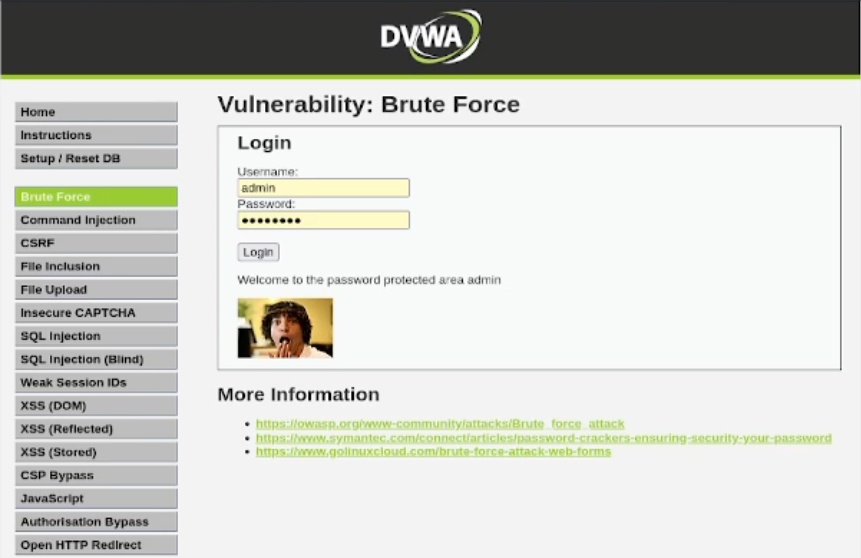 DVWA
Home
Instructions
Setup / Reset DB
Brute Force
Command Injection
CSRF
File Inclusion
File Upload
Insecure CAPTCHA
SQL Injection
SQL Injection (Blind)
Weak Session IDs
XSS (DOM)
XSS (Reflected)
XSS (Stored)
CSP Bypass
JavaScript
Authorisation Bypass
Open HTTP Redirect
Vulnerability: Brute Force
Login
Username:
admin
Password:
••••••••
Login
Welcome to the password protected area admin
More Information
• https://owasp.org/www-community/attacks/Brute_force_attack
• https://www.symantec.com/connect/articles/password-crackers-ensuring-security-your-password
• https://www.golinuxcloud.com/brute-force-attack-web-forms